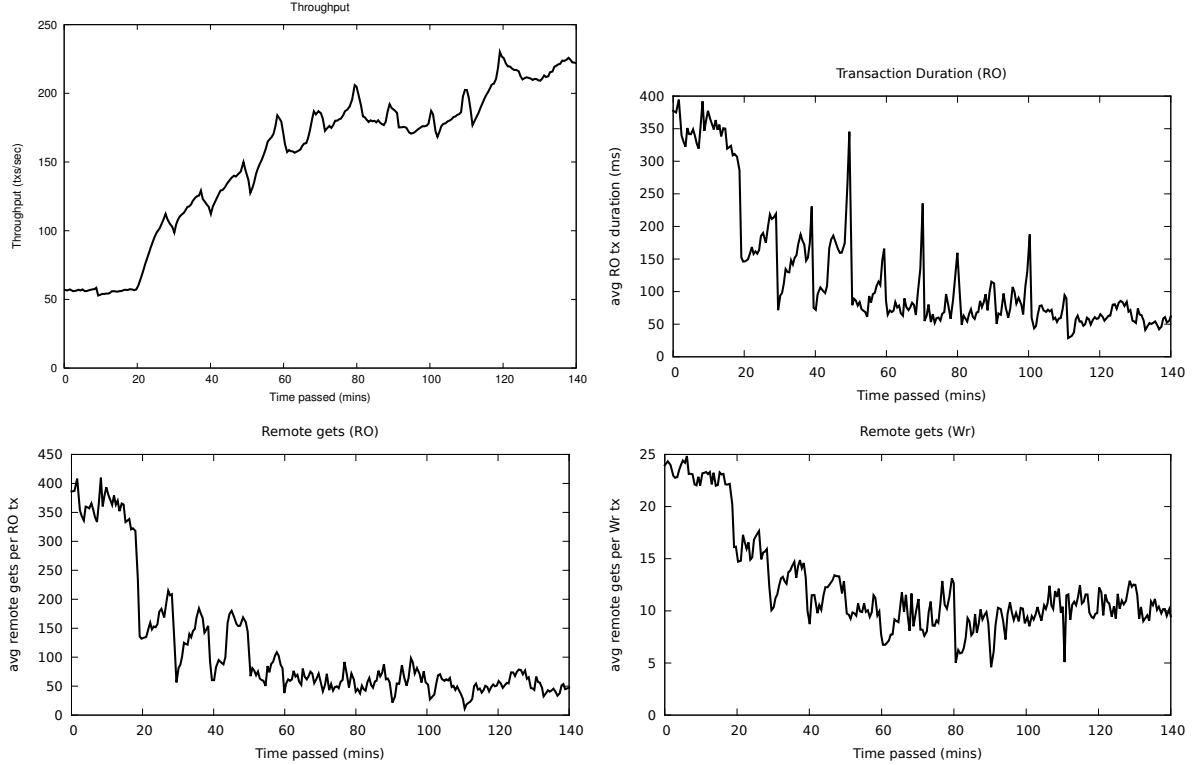 Throughput
250
200
150
100
50
0
0 20 40 60 80 100 120 140
Throughput (txs/sec)
Time passed (mins)
Transaction Duration (RO)
400
350
300
250
200
150
100
50
0
0 20 40 60 80 100 120 140
avg RO tx duration (ms)
Time passed (mins)
Remote gets (RO)
450
400
350
300
250
200
150
100
50
0
0 20 40 60 80 100 120 140
avg remote gets per RO tx
Time passed (mins)
Remote gets (Wr)
25
20
15
10
5
0
0 20 40 60 80 100 120 140
avg remote gets per Wr tx
Time passed (mins)